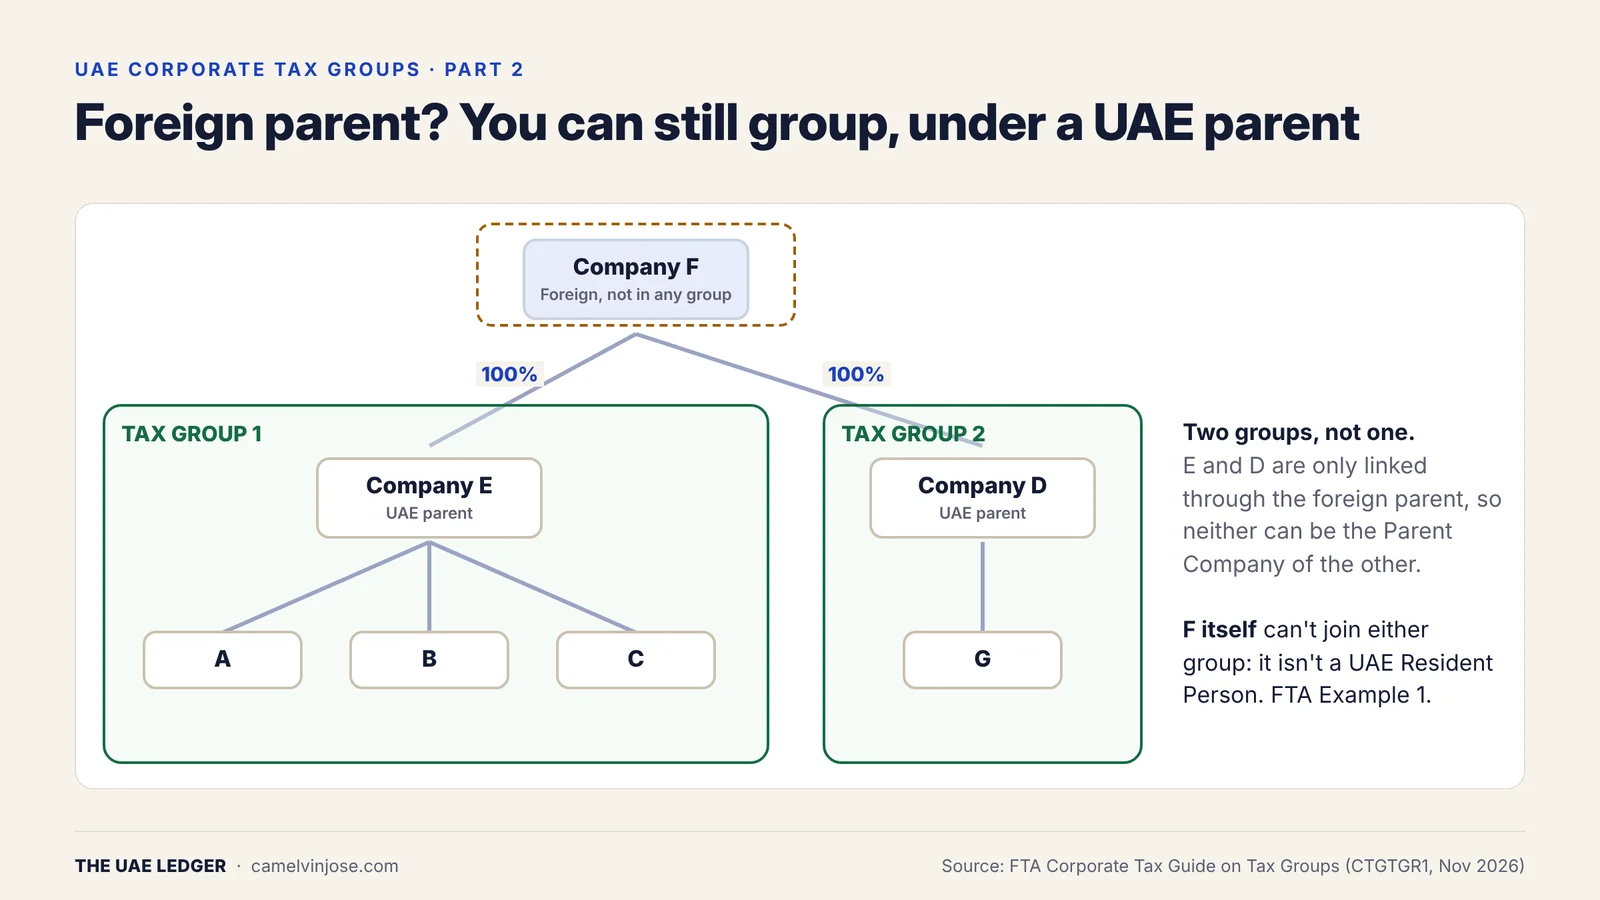 UAE CORPORATE TAX GROUPS · PART 2
Foreign parent? You can still group, under a UAE parent
Company F
Foreign, not in any group
100%
100%
TAX GROUP 1
Company E
UAE parent
A
B
C
TAX GROUP 2
Company D
UAE parent
G
Two groups, not one.
E and D are only linked
through the foreign parent, so
neither can be the Parent
Company of the other.
F itself can't join either
group: it isn't a UAE Resident
Person. FTA Example 1.
THE UAE LEDGER · camelvinjose.com
Source: FTA Corporate Tax Guide on Tax Groups (CTGTGR1, Nov 2026)